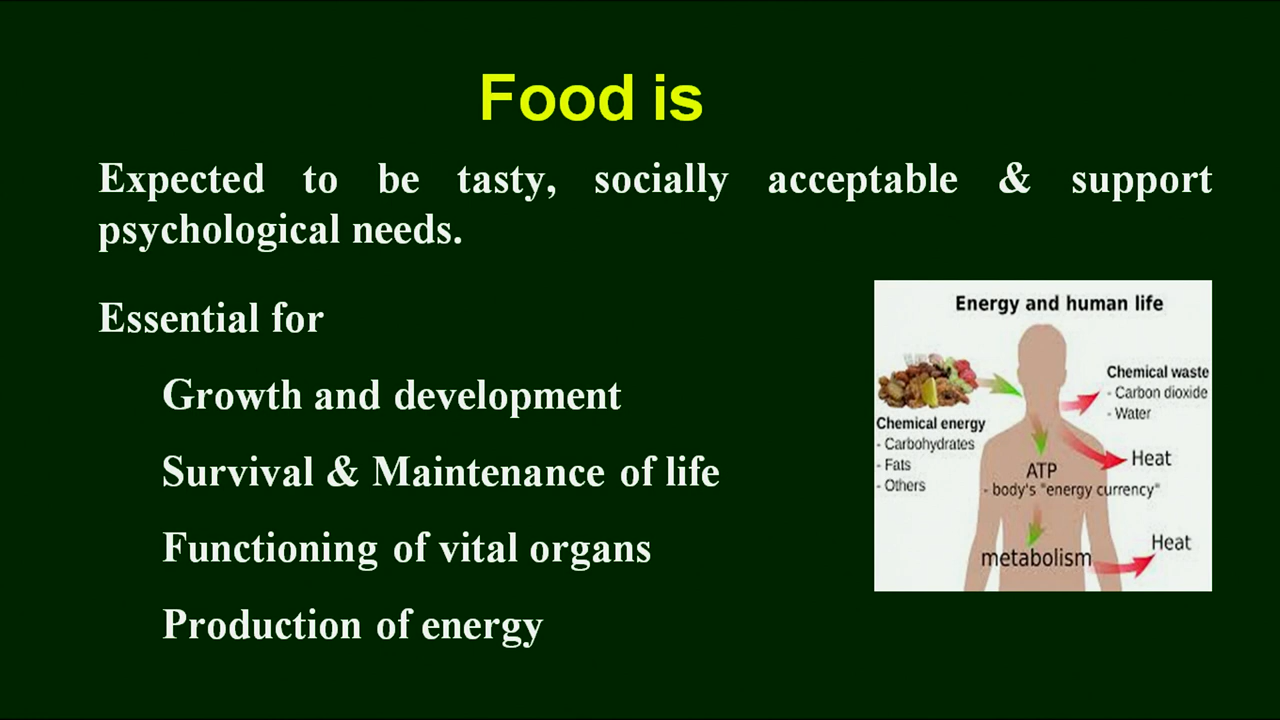 Food is
Expected to be tasty, socially acceptable & support
psychological needs.
Essential for
Growth and development
Survival & Maintenance of life
Functioning of vital organs
Production of energy
Energy and human life
Chemical energy
- Carbohydrates
- Fats
- Others
Chemical waste
- Carbon dioxide
- Water
Heat
ATP
- body's "energy currency"
metabolism
Heat